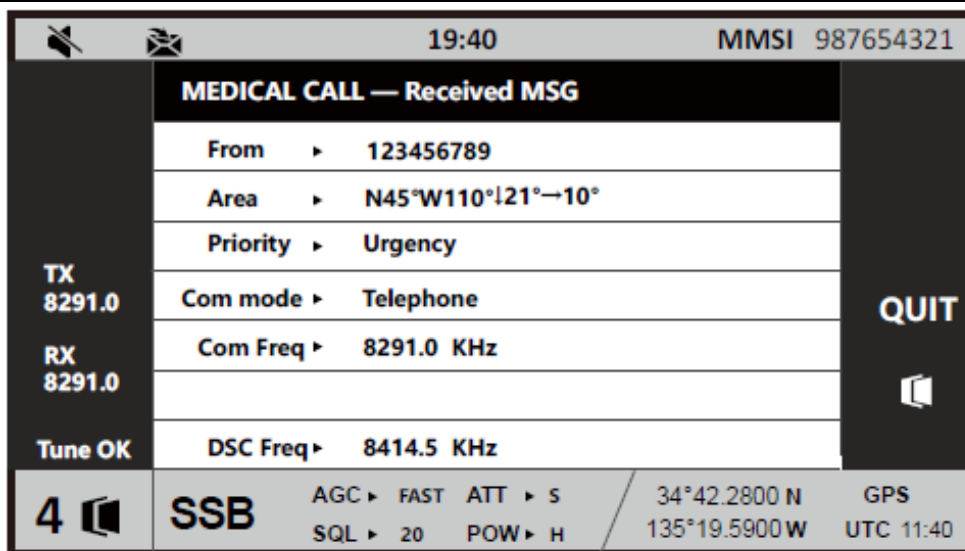 19:40 MMSI 987654321
MEDICAL CALL — Received MSG
From ▸ 123456789
Area ▸ N45°W110°↓21°→10°
Priority ▸ Urgency
Com mode ▸ Telephone
Com Freq ▸ 8291.0 KHz
DSC Freq ▸ 8414.5 KHz
TX
8291.0
RX
8291.0
Tune OK
QUIT
4 SSB
AGC ▸ FAST ATT ▸ S
SQL ▸ 20 POW ▸ H
34°42.2800 N
135°19.5900 W
GPS
UTC 11:40